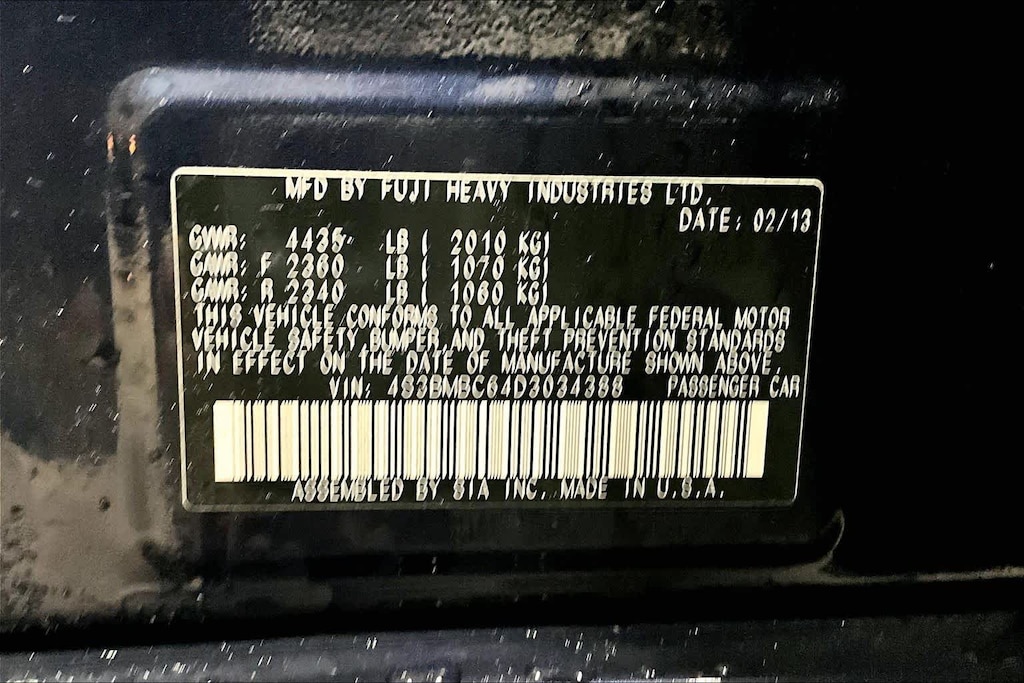 MFD BY FUJI HEAVY INDUSTRIES LTD.
DATE: 02/13
GVWR: 4435 LB ( 2010 KG)
GAWR: F 2360 LB ( 1070 KG)
GAWR: R 2340 LB ( 1060 KG)
THIS VEHICLE CONFORMS TO ALL APPLICABLE FEDERAL MOTOR
VEHICLE SAFETY, BUMPER, AND THEFT PREVENTION STANDARDS
IN EFFECT ON THE DATE OF MANUFACTURE SHOWN ABOVE.
VIN: 4S3BMBC64D3034388 PASSENGER CAR
ASSEMBLED BY SIA INC. MADE IN U.S.A.